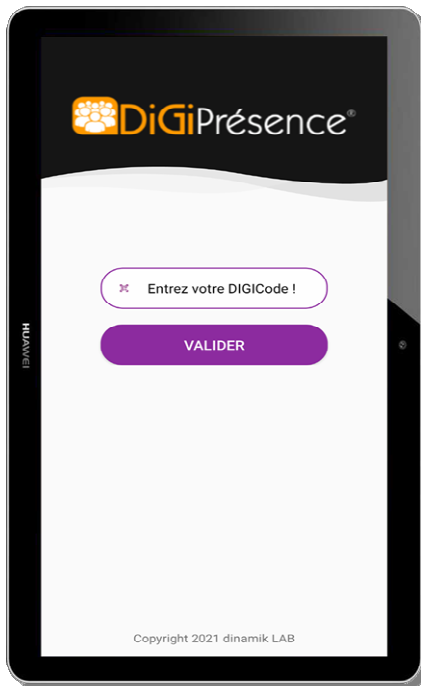 DiGiPrésence®
Entrez votre DIGICode !
VALIDER
HUAWEI
Copyright 2021 dinamik LAB